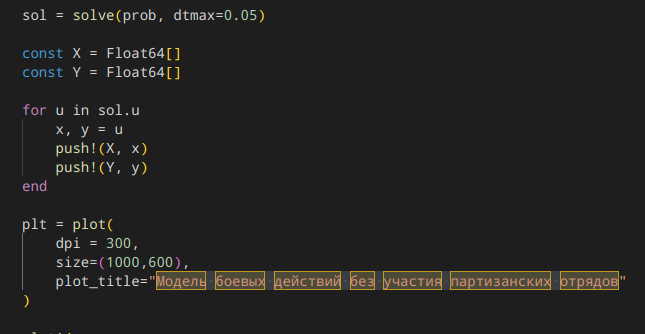 sol = solve(prob, dtmax=0.05)
const X = Float64[]
const Y = Float64[]
for u in sol.u
x, y = u
push!(X, x)
push!(Y, y)
end
plt = plot(
dpi = 300,
size=(1000,600),
plot_title="Модель боевых действий без участия партизанских отрядов"
)